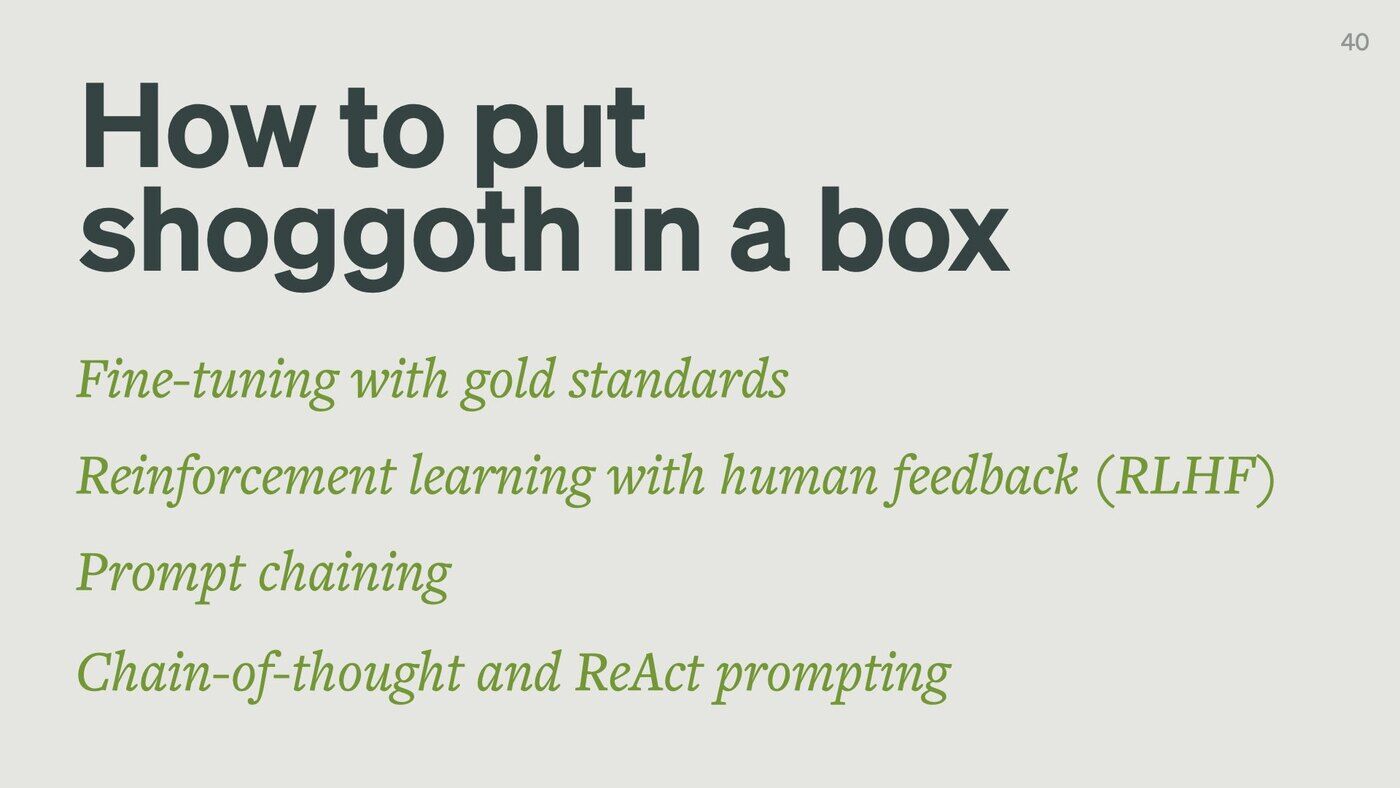 40
How to put
shoggoth in a box
Fine-tuning with gold standards
Reinforcement learning with human feedback (RLHF)
Prompt chaining
Chain-of-thought and ReAct prompting